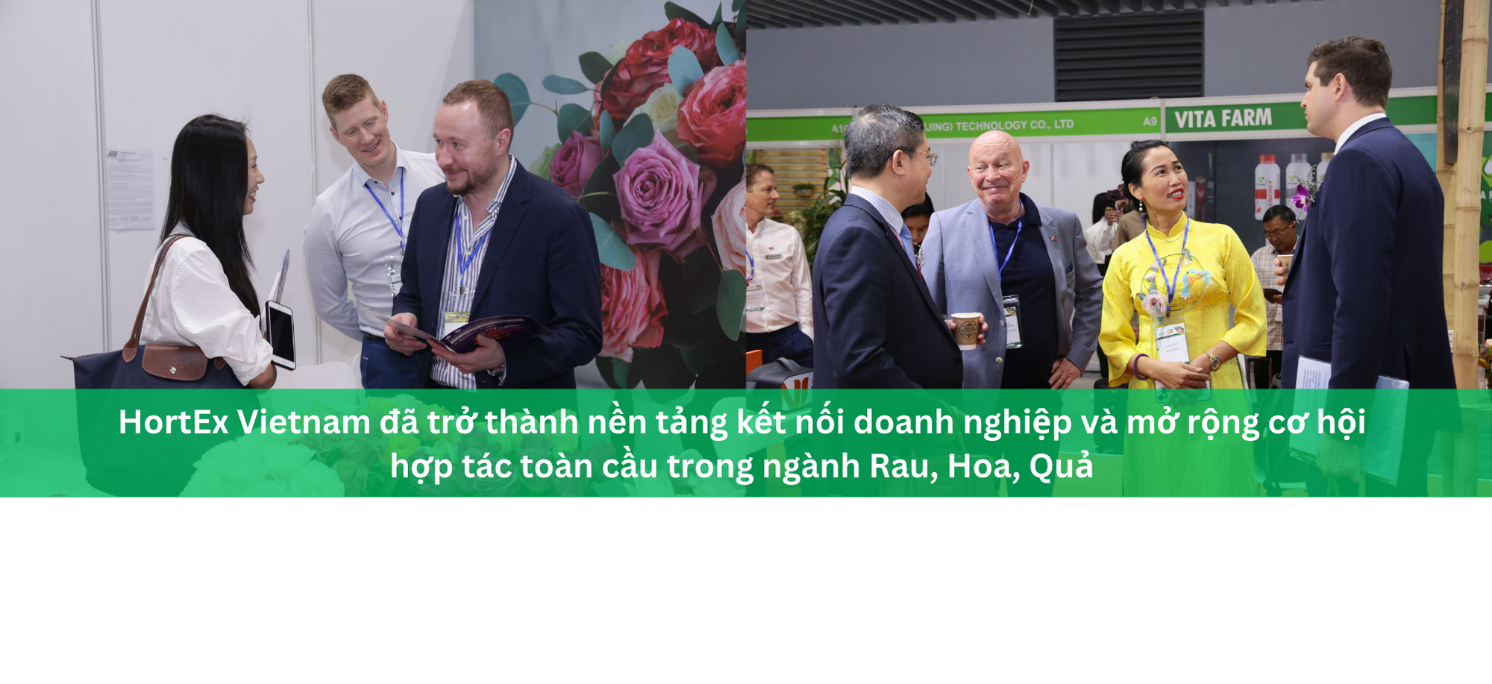 JING) TECHNOLOGY CO., LTD
A9
VITA FARM
HortEx Vietnam đã trở thành nền tảng kết nối doanh nghiệp và mở rộng cơ hội
hợp tác toàn cầu trong ngành Rau, Hoa, Quả